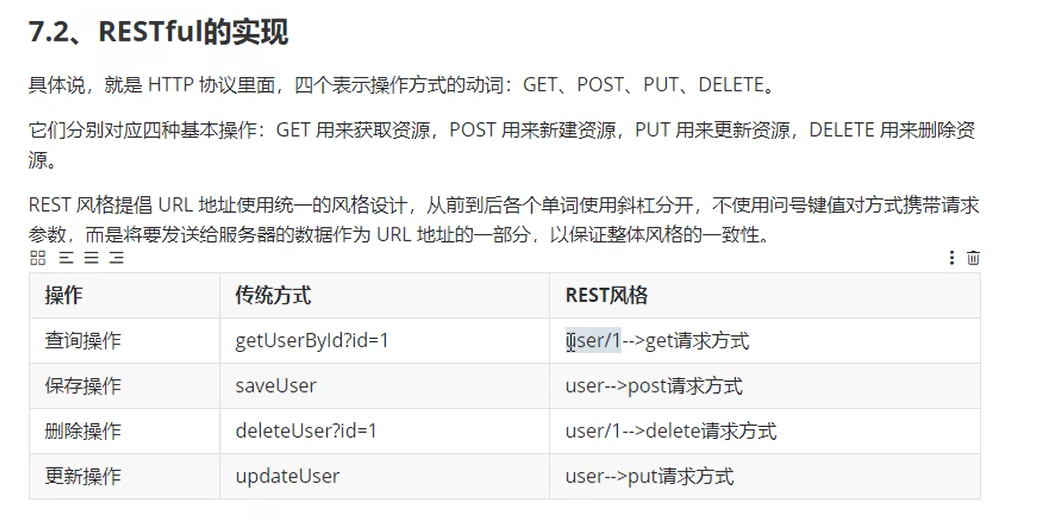 7.2、RESTful的实现
具体说，就是 HTTP 协议里面，四个表示操作方式的动词：GET、POST、PUT、DELETE。
它们分别对应四种基本操作：GET 用来获取资源，POST 用来新建资源，PUT 用来更新资源，DELETE 用来删除资
源。
REST 风格提倡 URL 地址使用统一的风格设计，从前到后各个单词使用斜杠分开，不使用问号键值对方式携带请求
参数，而是将要发送给服务器的数据作为 URL 地址的一部分，以保证整体风格的一致性。
操作 传统方式 REST风格
查询操作 getUserById?id=1 user/1-->get请求方式
保存操作 saveUser user-->post请求方式
删除操作 deleteUser?id=1 user/1-->delete请求方式
更新操作 updateUser user-->put请求方式